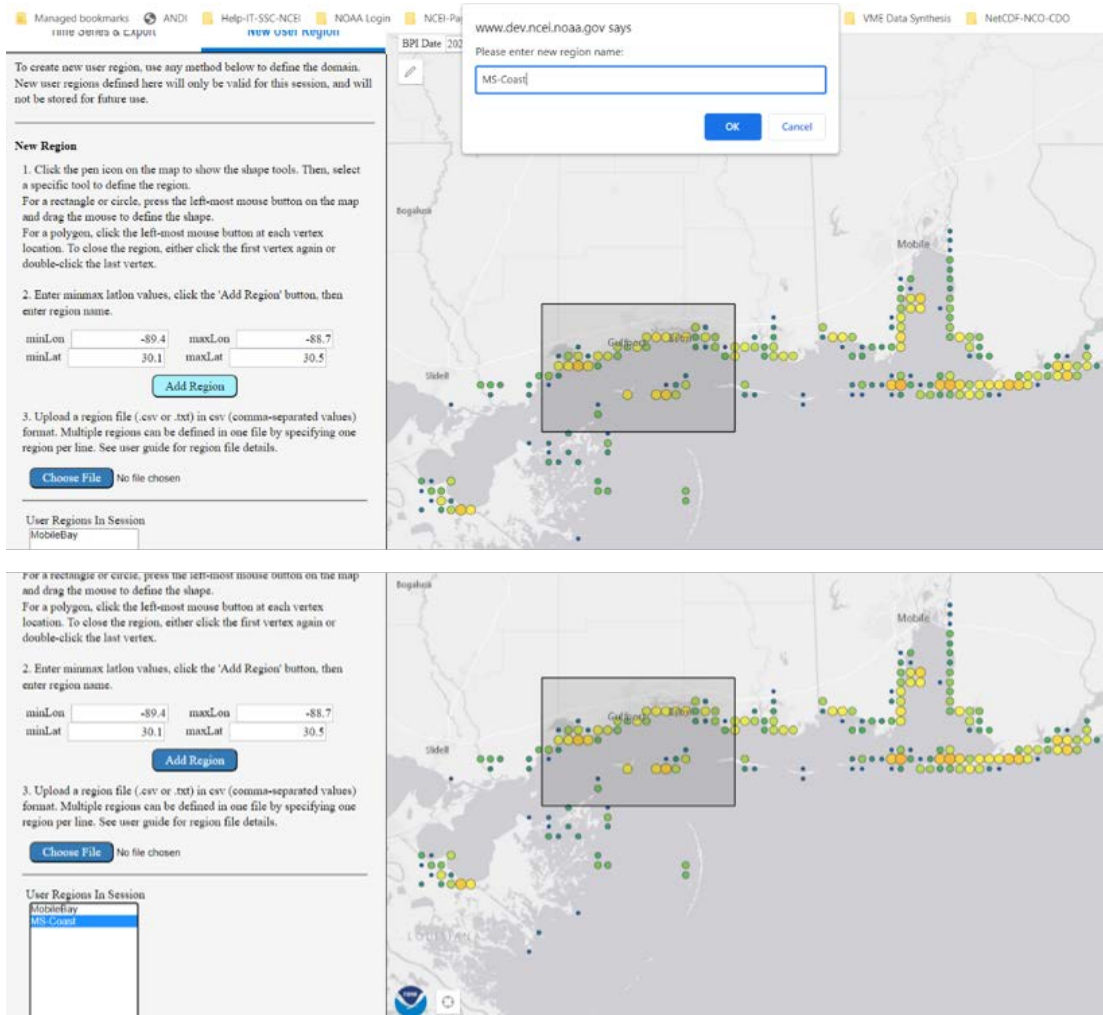 Managed bookmarks ANDI Help-IT-SSC-NCEI NOAA Login VME Data Synthesis NetCDF-NCO-CDO
Time Series & Export New User Region
www.dev.ncei.noaa.gov says
Please enter new region name:
MS-Coast
OK Cancel
BPI Date
To create new user region, use any method below to define the domain.
New user regions defined here will only be valid for this session, and will
not be stored for future use.
New Region
1. Click the pen icon on the map to show the shape tools. Then, select
a specific tool to define the region.
For a rectangle or circle, press the left-most mouse button on the map
and drag the mouse to define the shape.
For a polygon, click the left-most mouse button at each vertex
location. To close the region, either click the first vertex again or
double-click the last vertex.
2. Enter minmax latlon values, click the 'Add Region' button, then
enter region name.
minLon -89.4 maxLon -88.7
minLat 30.1 maxLat 30.5
Add Region
3. Upload a region file (.csv or .txt) in csv (comma-separated values)
format. Multiple regions can be defined in one file by specifying one
region per line. See user guide for region file details.
Choose File No file chosen
User Regions In Session
MobileBay
Bogalusa
Mobile
Gulfport
Slidell
For a rectangle or circle, press the left-most mouse button on the map
and drag the mouse to define the shape.
For a polygon, click the left-most mouse button at each vertex
location. To close the region, either click the first vertex again or
double-click the last vertex.
2. Enter minmax latlon values, click the 'Add Region' button, then
enter region name.
minLon -89.4 maxLon -88.7
minLat 30.1 maxLat 30.5
Add Region
3. Upload a region file (.csv or .txt) in csv (comma-separated values)
format. Multiple regions can be defined in one file by specifying one
region per line. See user guide for region file details.
Choose File No file chosen
User Regions In Session
MobileBay
MS-Coast
Bogalusa
Mobile
Gulfport
Slidell
LOUISIANA